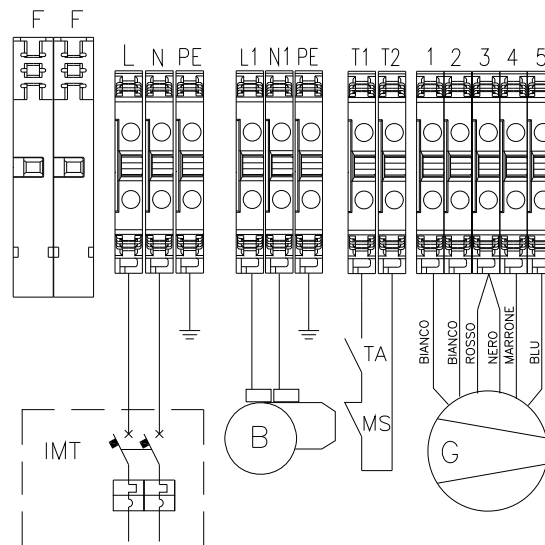 F F
L N PE L1 N1 PE T1 T2 1 2 3 4 5
BIANCO BIANCO ROSSO NERO MARRONE BLU
TA
MS
IMT
B
G